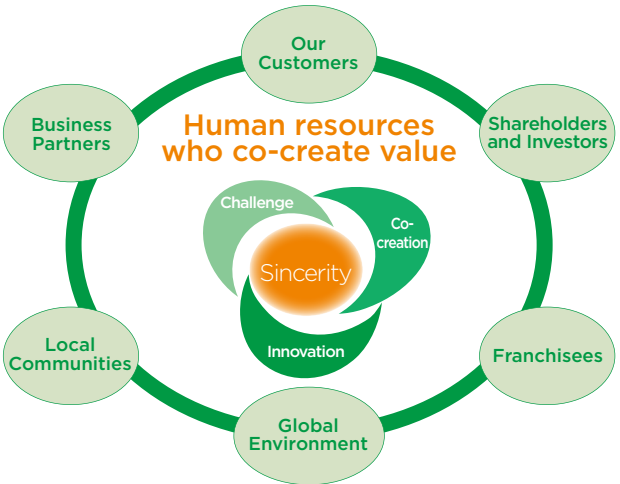 Our
Customers
Business
Partners
Shareholders
and Investors
Human resources
who co-create value
Challenge
Co-
creation
Sincerity
Innovation
Local
Communities
Franchisees
Global
Environment